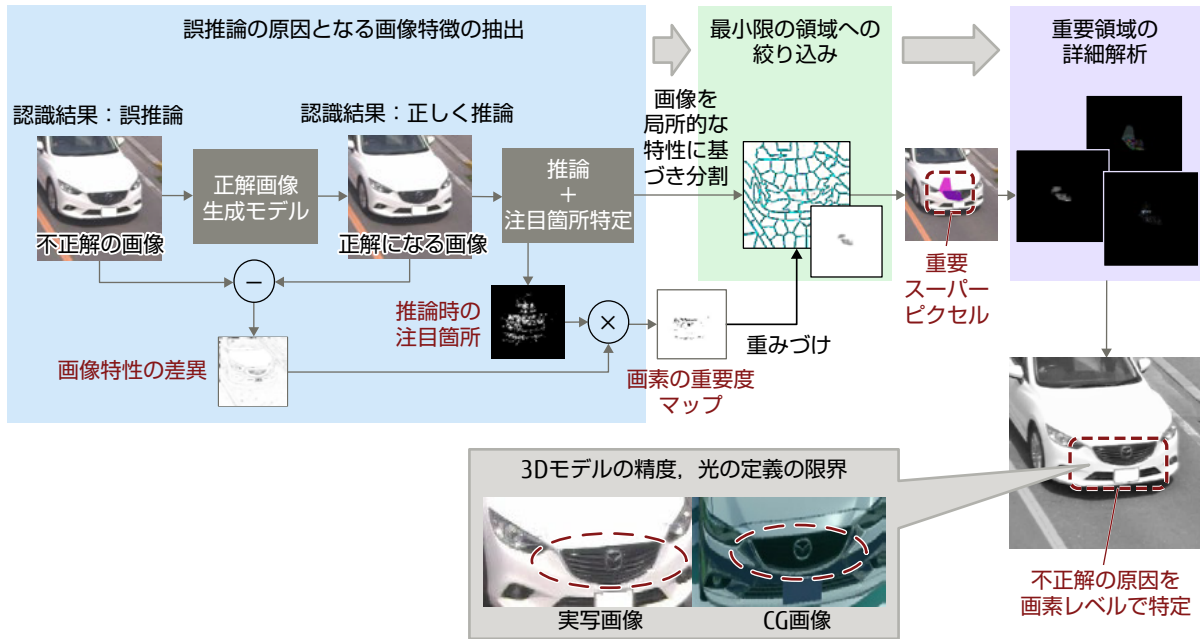 誤推論の原因となる画像特徴の抽出
最小限の領域への
絞り込み
重要領域の
詳細解析
認識結果：誤推論
認識結果：正しく推論
画像を
局所的な
特性に基
づき分割
正解画像
生成モデル
推論
＋
注目箇所特定
不正解の画像
正解になる画像
−
推論時の
注目箇所
×
画像特性の差異
画素の重要度
マップ
重みづけ
重要
スーパー
ピクセル
3Dモデルの精度，光の定義の限界
実写画像
CG画像
不正解の原因を
画素レベルで特定